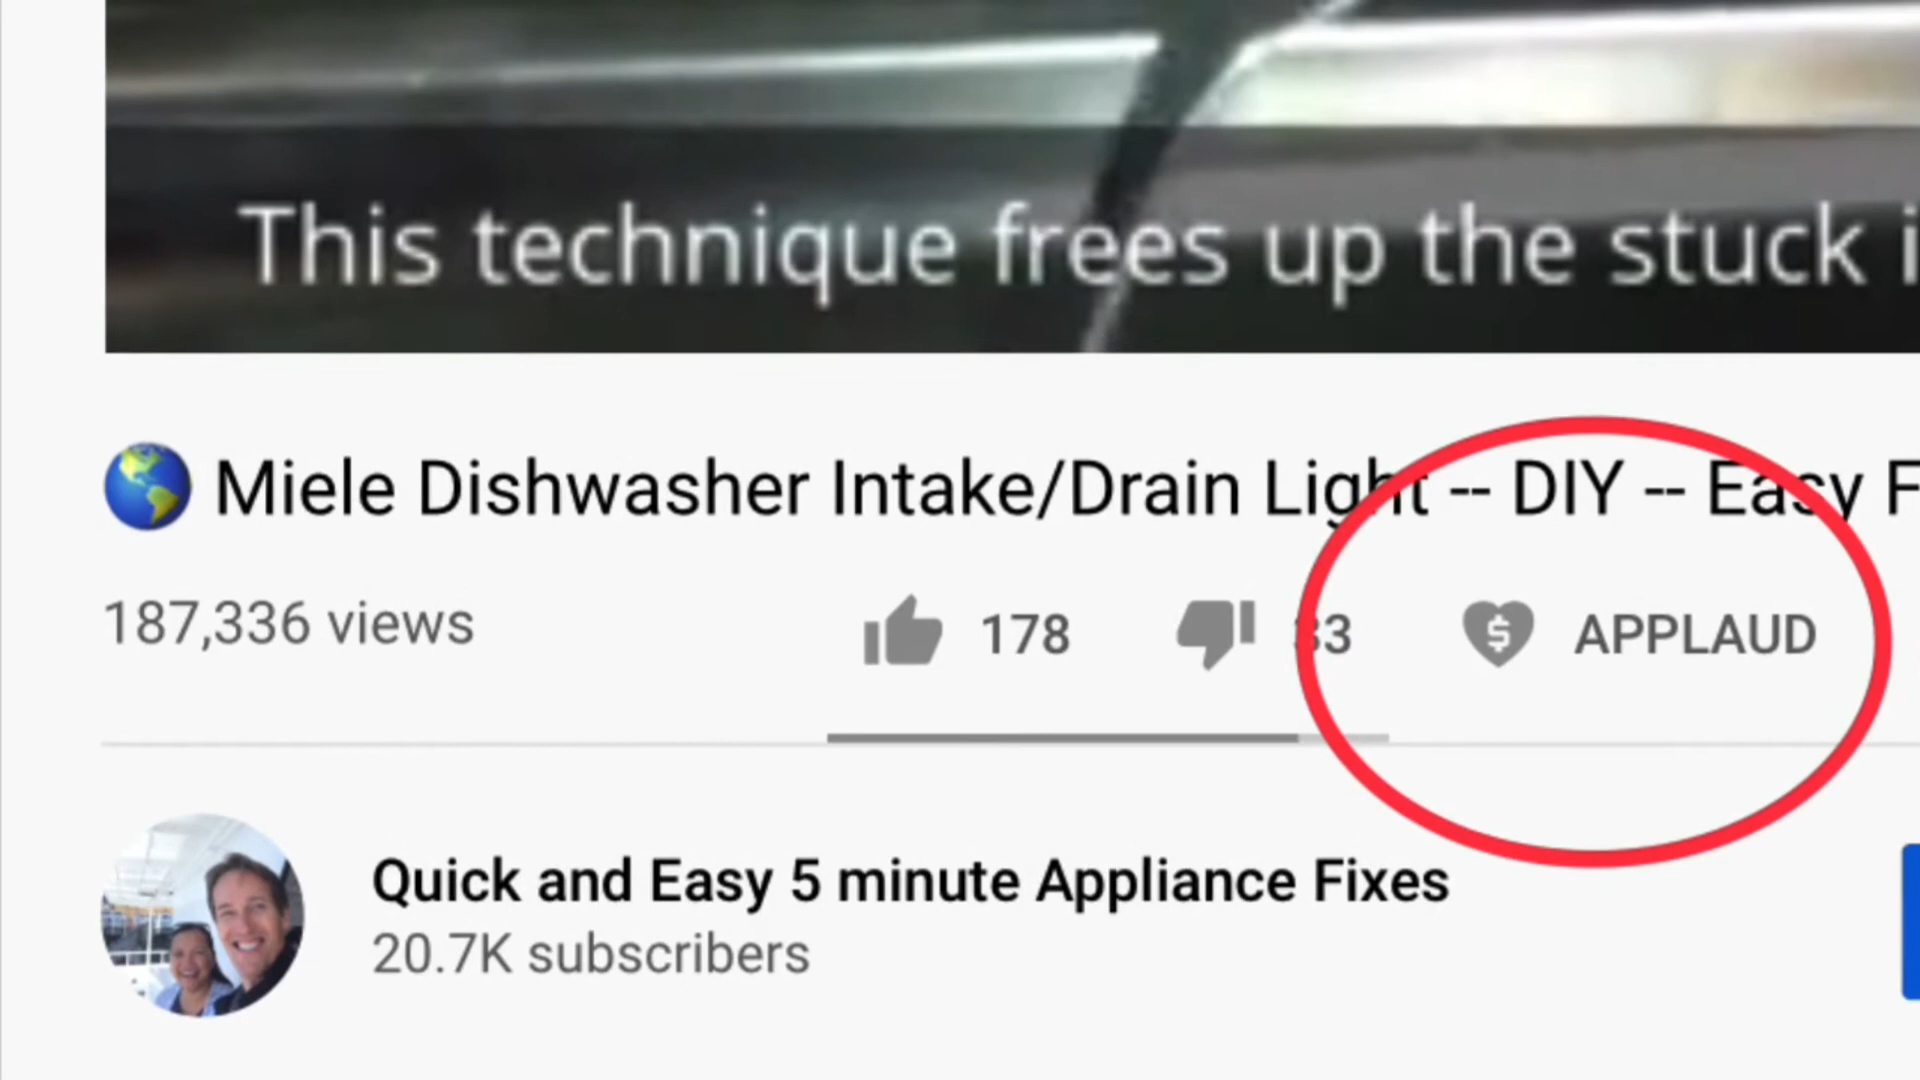 This technique frees up the stuck
Miele Dishwasher Intake/Drain Light -- DIY -- Easy F
187,336 views 178 33 $ APPLAUD
Quick and Easy 5 minute Appliance Fixes
20.7K subscribers